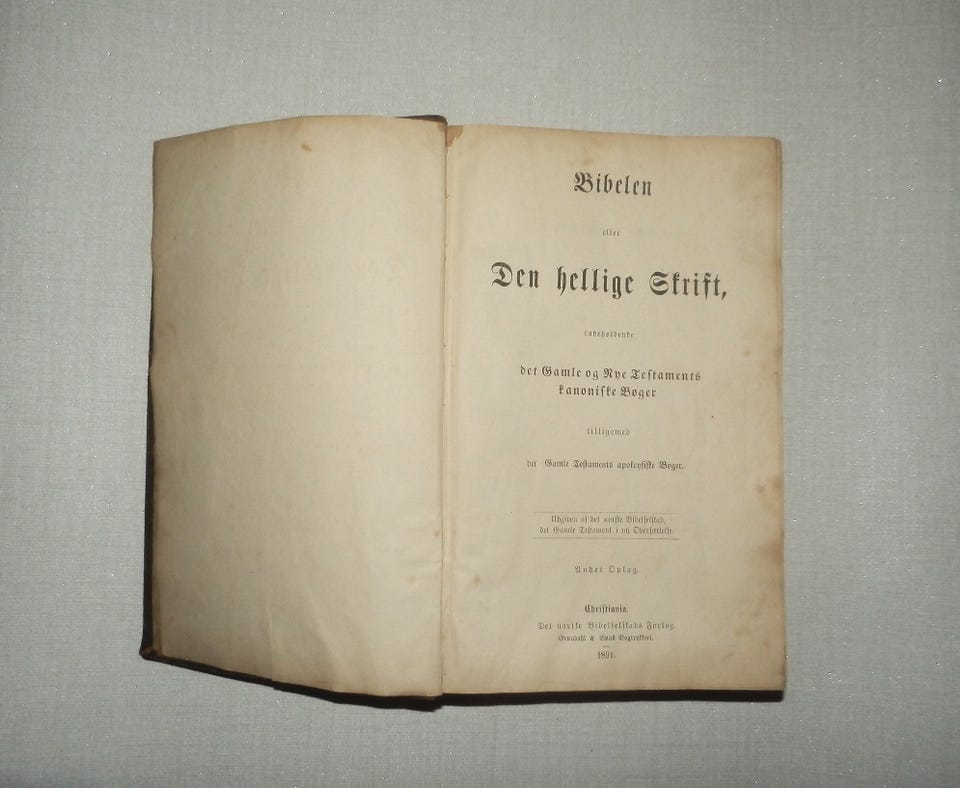 Bibelen
eller
Den hellige Skrift,
indeholdende
det Gamle og Nye Testaments
kanoniske Bøger
tilligemed
det Gamle Testaments apokryfiske Bøger.
Udgiven af det norske Bibelselskab,
det Gamle Testament i ny Oversættelse.
Andet Oplag.
Christiania.
Det norske Bibelselskabs Forlag.
Grøndahl & Søns Bogtrykkeri.
1891.